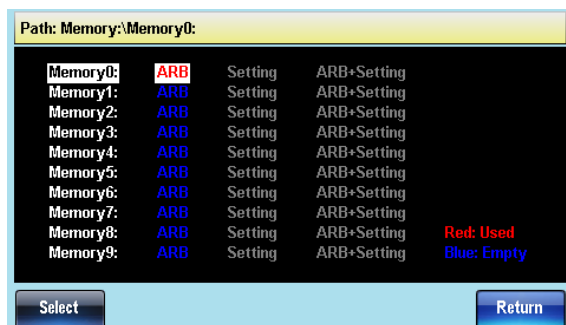 Path: Memory:\Memory0:
Memory0: ARB Setting ARB+Setting
Memory1: ARB Setting ARB+Setting
Memory2: ARB Setting ARB+Setting
Memory3: ARB Setting ARB+Setting
Memory4: ARB Setting ARB+Setting
Memory5: ARB Setting ARB+Setting
Memory6: ARB Setting ARB+Setting
Memory7: ARB Setting ARB+Setting
Memory8: ARB Setting ARB+Setting Red: Used
Memory9: ARB Setting ARB+Setting Blue: Empty
Select Return